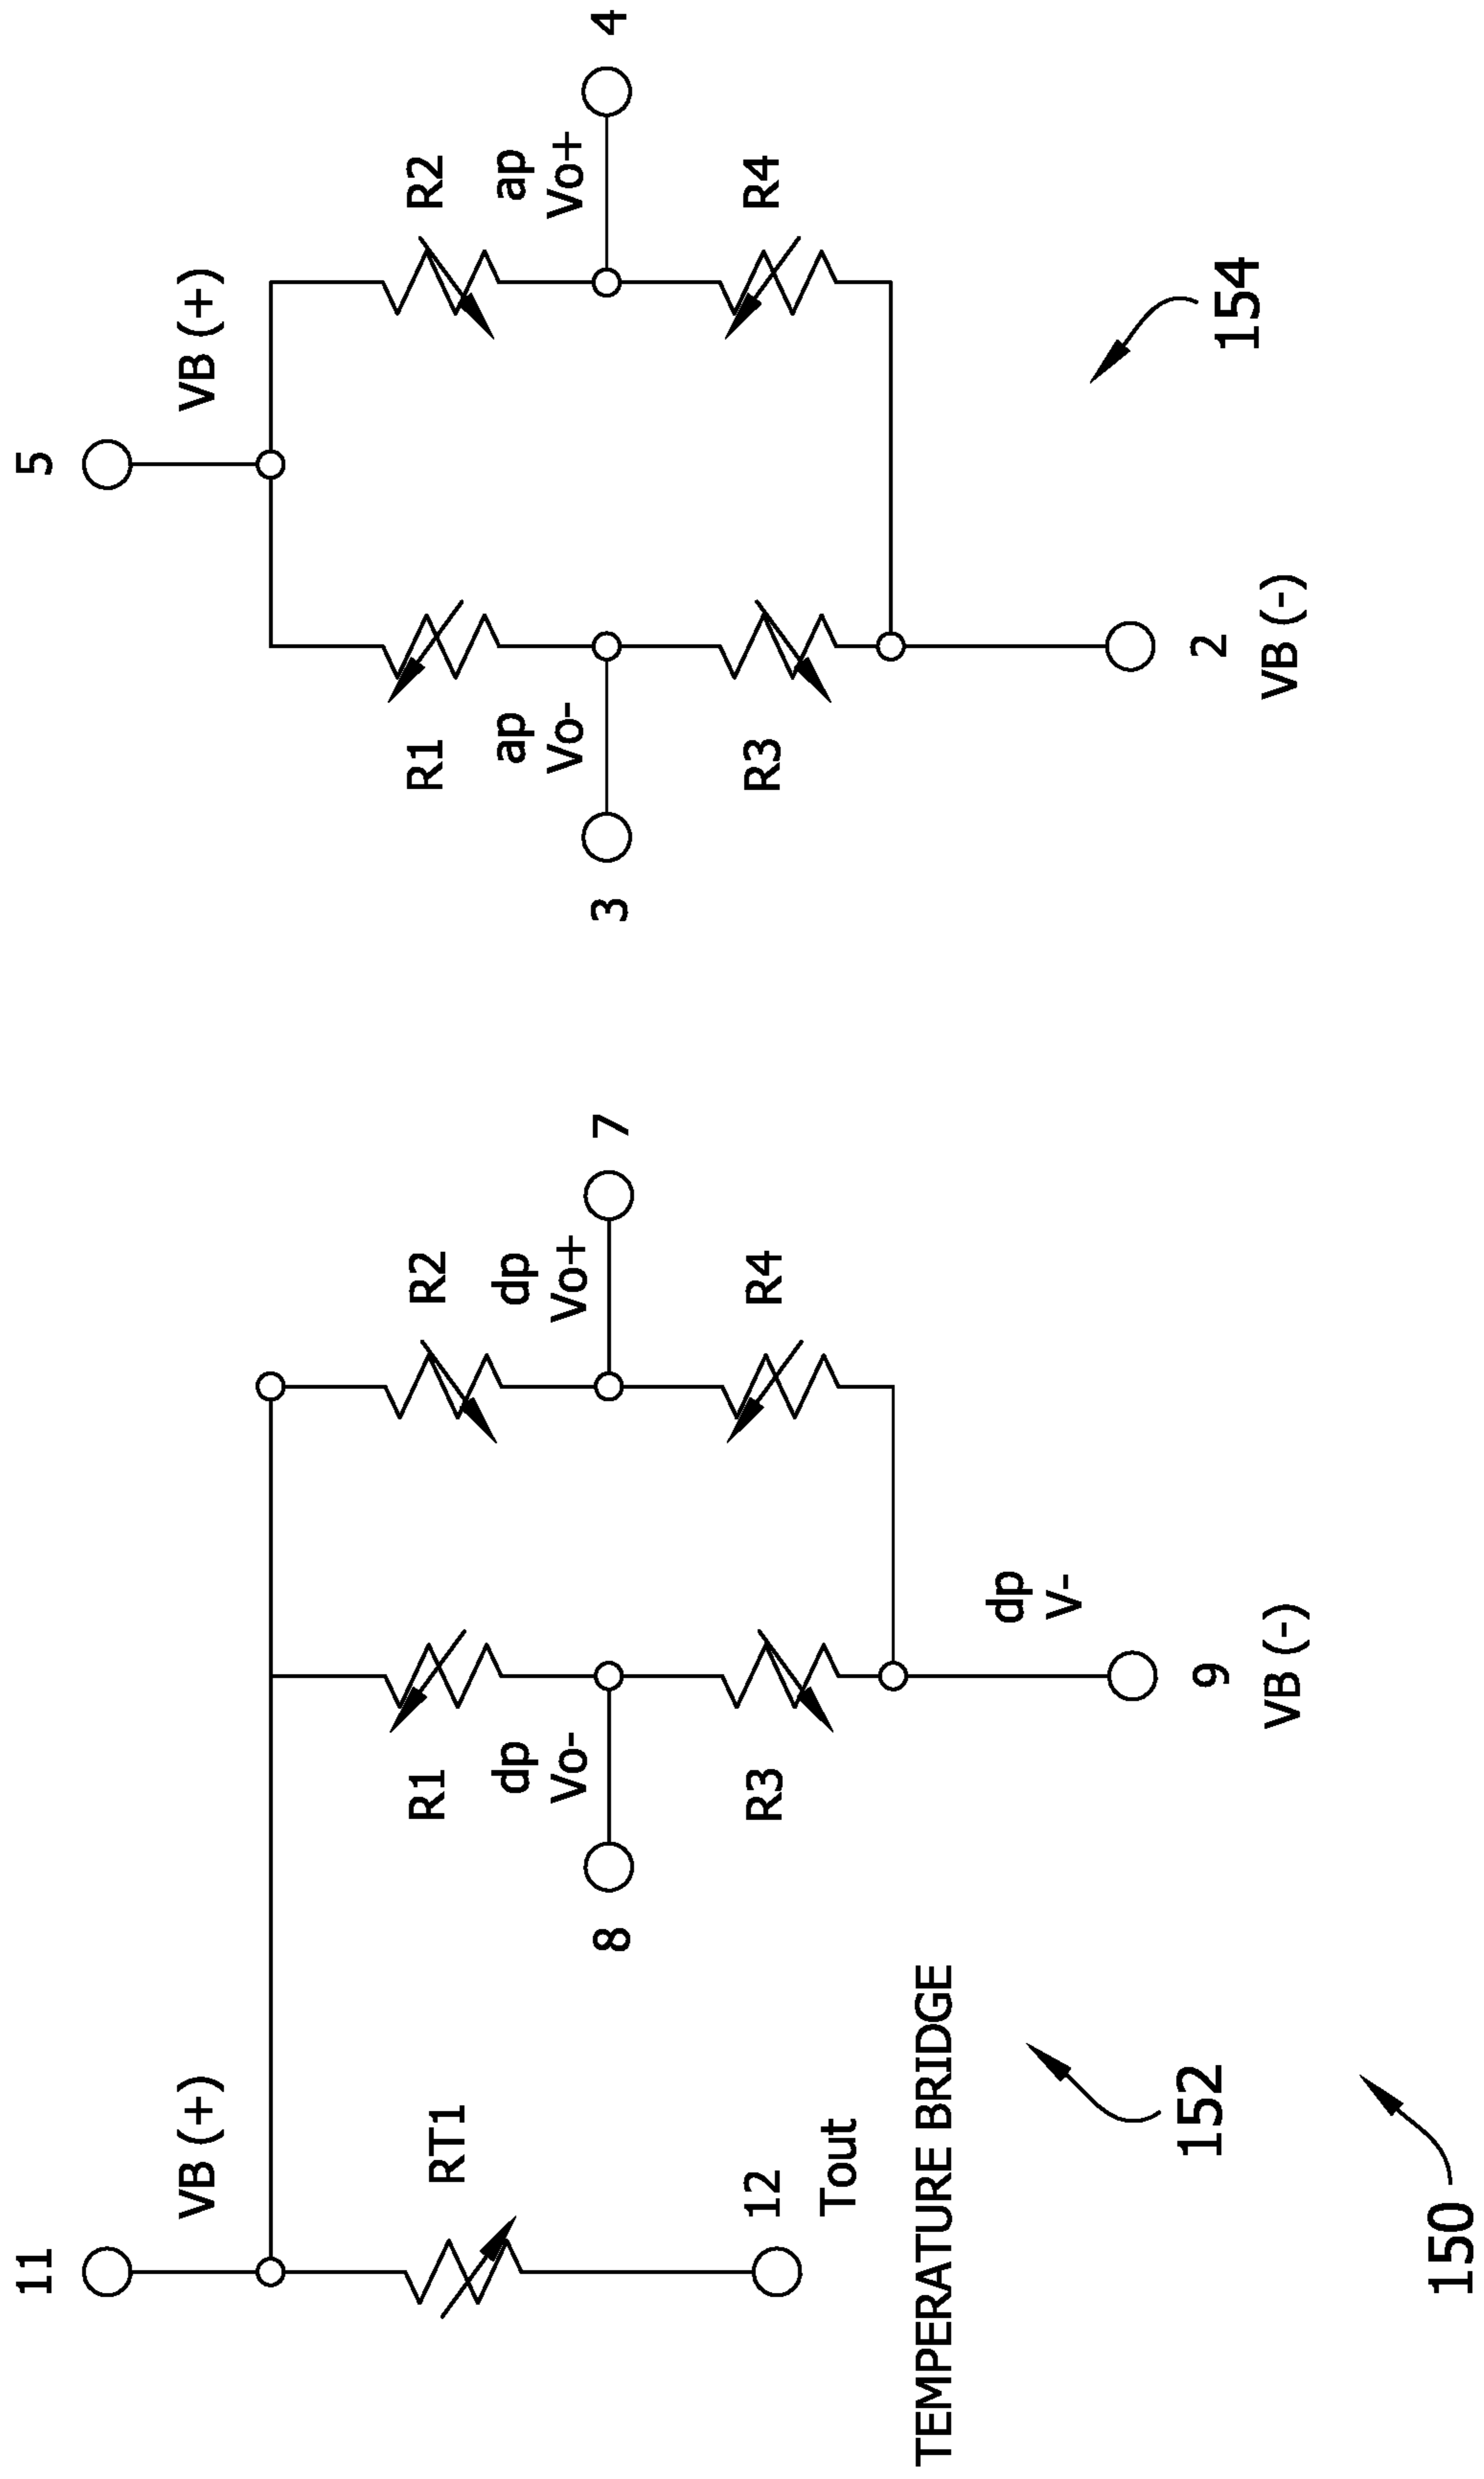 11
VB (+)
RT1
12
Tout
TEMPERATURE BRIDGE
152
150
R1
R2
dp
Vo-
8
dp
Vo+
7
R3
R4
dp
V-
9
VB (-)
5
VB (+)
R1
R2
ap
Vo-
3
ap
Vo+
4
R3
R4
2
VB (-)
154